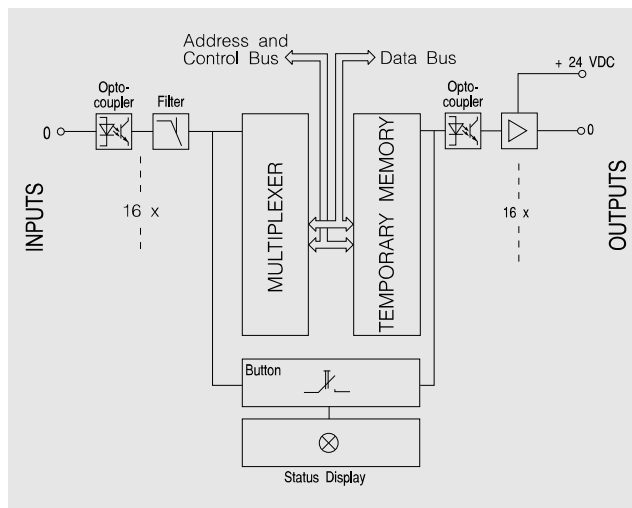 Address and
Control Bus
Data Bus
+ 24 VDC
Opto-
coupler
Filter
Opto-
coupler
0
0
INPUTS
16 x
MULTIPLEXER
TEMPORARY MEMORY
16 x
OUTPUTS
Button
Status Display